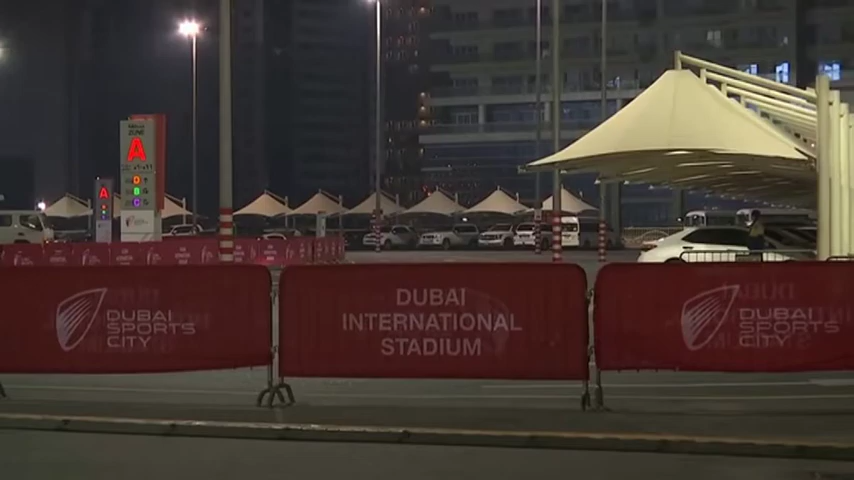 A
A
D
B
C
DUBAI
SPORTS
CITY
DUBAI
INTERNATIONAL
STADIUM
DUBAI
SPORTS
CITY